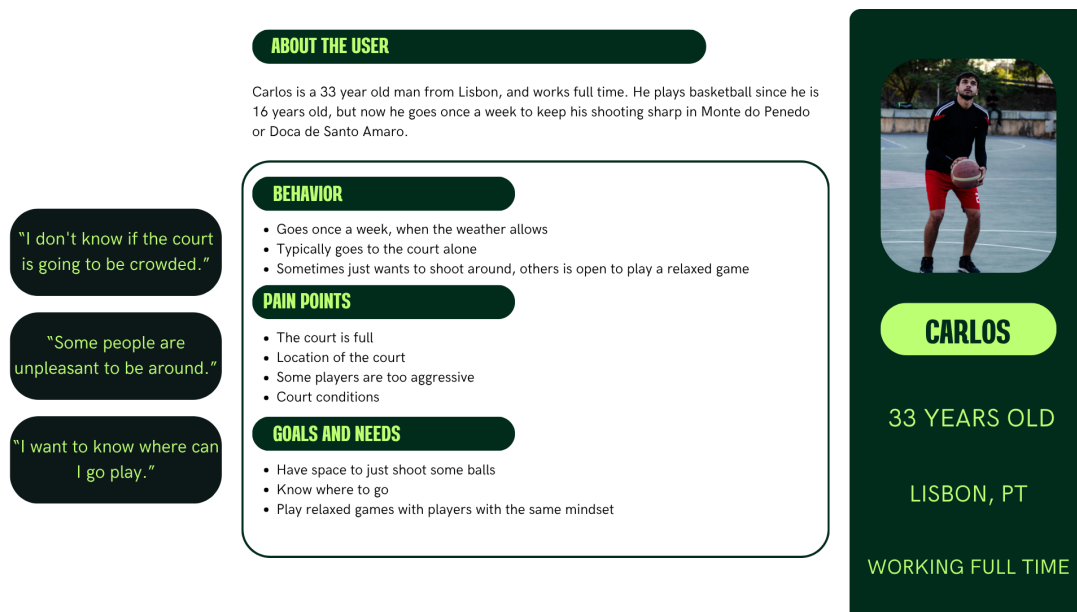 ABOUT THE USER
Carlos is a 33 year old man from Lisbon, and works full time. He plays basketball since he is
16 years old, but now he goes once a week to keep his shooting sharp in Monte do Penedo
or Doca de Santo Amaro.
BEHAVIOR
• Goes once a week, when the weather allows
• Typically goes to the court alone
• Sometimes just wants to shoot around, others is open to play a relaxed game
PAIN POINTS
• The court is full
• Location of the court
• Some players are too aggressive
• Court conditions
GOALS AND NEEDS
• Have space to just shoot some balls
• Know where to go
• Play relaxed games with players with the same mindset
“I don't know if the court
is going to be crowded.”
“Some people are
unpleasant to be around.”
“I want to know where can
I go play.”
CARLOS
33 YEARS OLD
LISBON, PT
WORKING FULL TIME